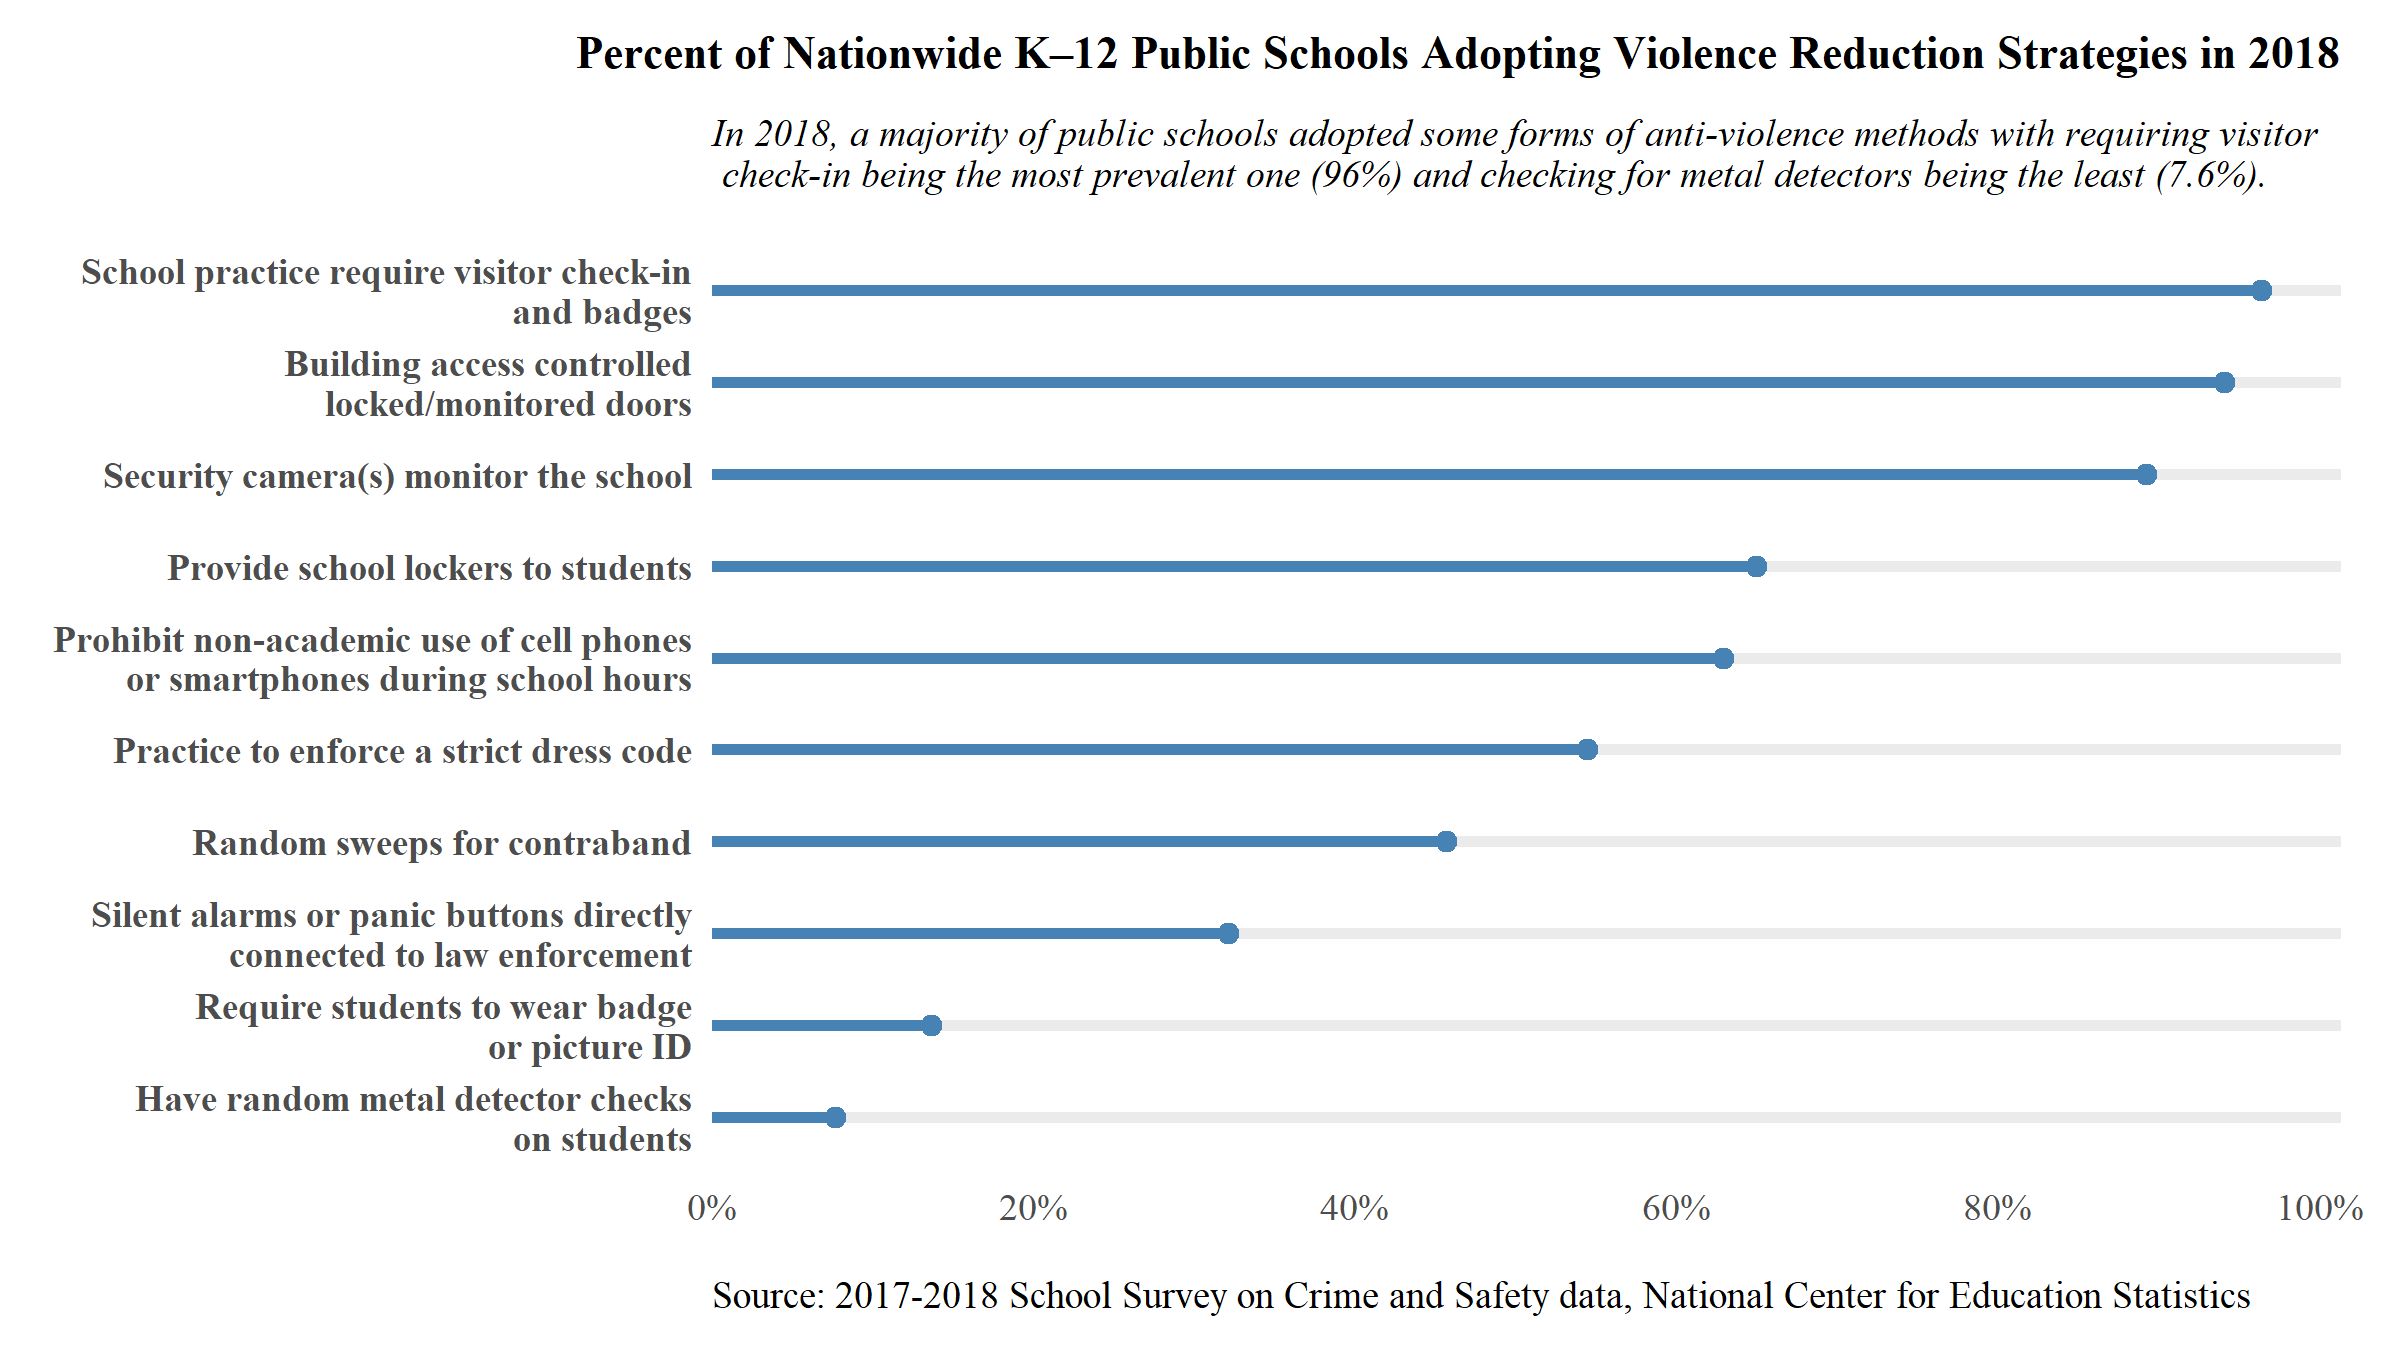 Percent of Nationwide K–12 Public Schools Adopting Violence Reduction Strategies in 2018
In 2018, a majority of public schools adopted some forms of anti-violence methods with requiring visitor
check-in being the most prevalent one (96%) and checking for metal detectors being the least (7.6%).
School practice require visitor check-in
and badges
Building access controlled
locked/monitored doors
Security camera(s) monitor the school
Provide school lockers to students
Prohibit non-academic use of cell phones
or smartphones during school hours
Practice to enforce a strict dress code
Random sweeps for contraband
Silent alarms or panic buttons directly
connected to law enforcement
Require students to wear badge
or picture ID
Have random metal detector checks
on students
0% 20% 40% 60% 80% 100%
Source: 2017-2018 School Survey on Crime and Safety data, National Center for Education Statistics